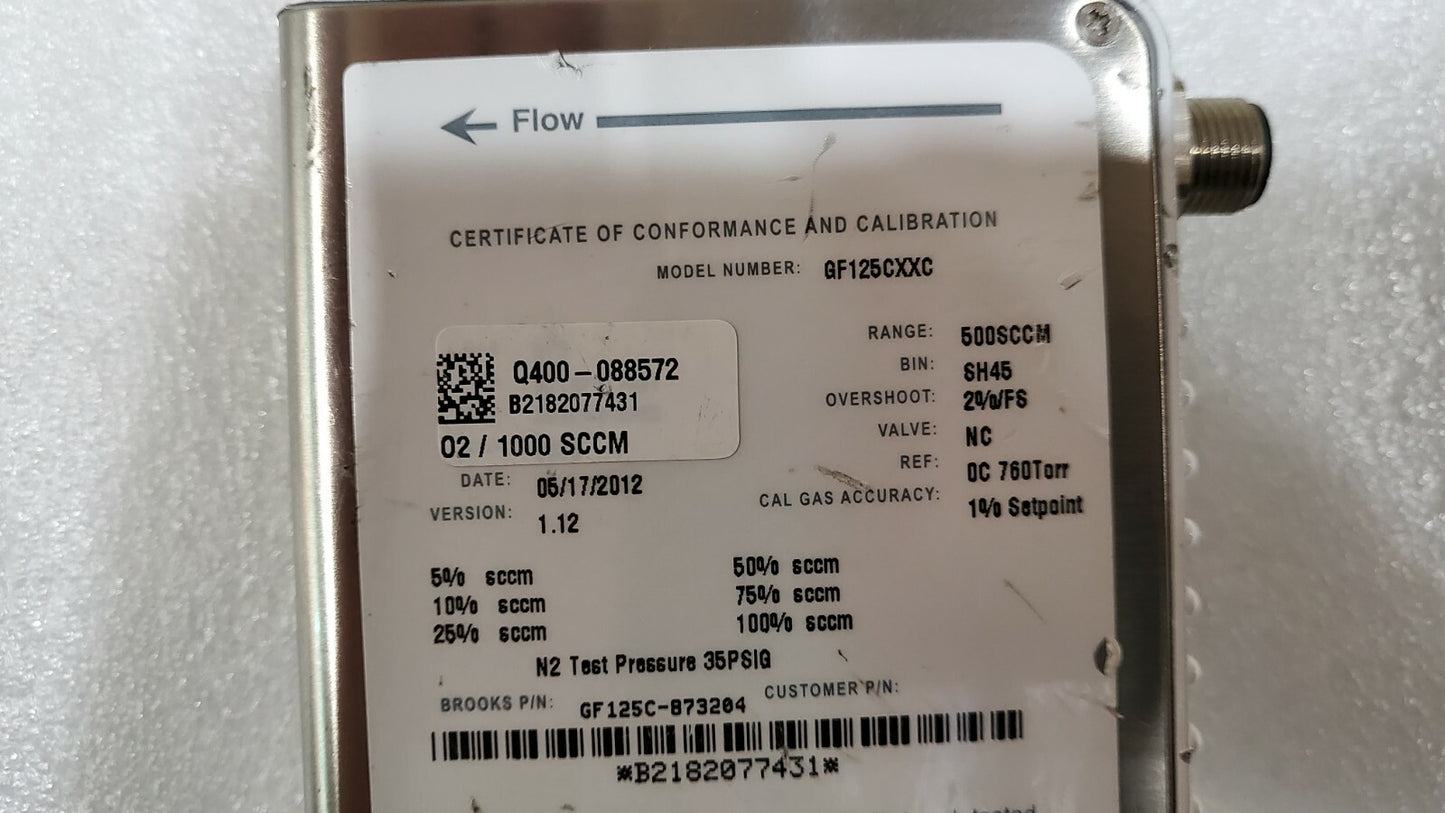 Flow
CERTIFICATE OF CONFORMANCE AND CALIBRATION
MODEL NUMBER: GF125CXXC
Q400-088572
B2182077431
O2 / 1000 SCCM
RANGE: 500SCCM
BIN: SH45
OVERSHOOT: 2%/FS
VALVE: NC
REF: 0C 760Torr
CAL GAS ACCURACY: 1% Setpoint
DATE: 05/17/2012
VERSION: 1.12
5% sccm 50% sccm
10% sccm 75% sccm
25% sccm 100% sccm
N2 Test Pressure 35PSIG
BROOKS P/N: GF125C-873204 CUSTOMER P/N:
*B2182077431*